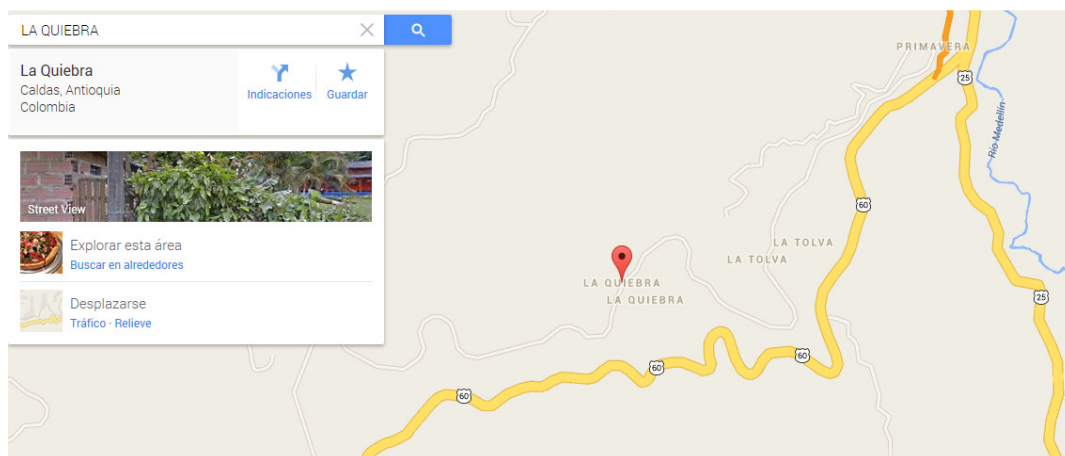 LA QUIEBRA
La Quiebra
Caldas, Antioquia
Colombia
Indicaciones
Guardar
Street View
Explorar esta área
Buscar en alrededores
Desplazarse
Tráfico · Relieve
PRIMAVERA
25
Río Medellín
60
LA TOLVA
LA TOLVA
LA QUIEBRA
LA QUIEBRA
25
60
60
60